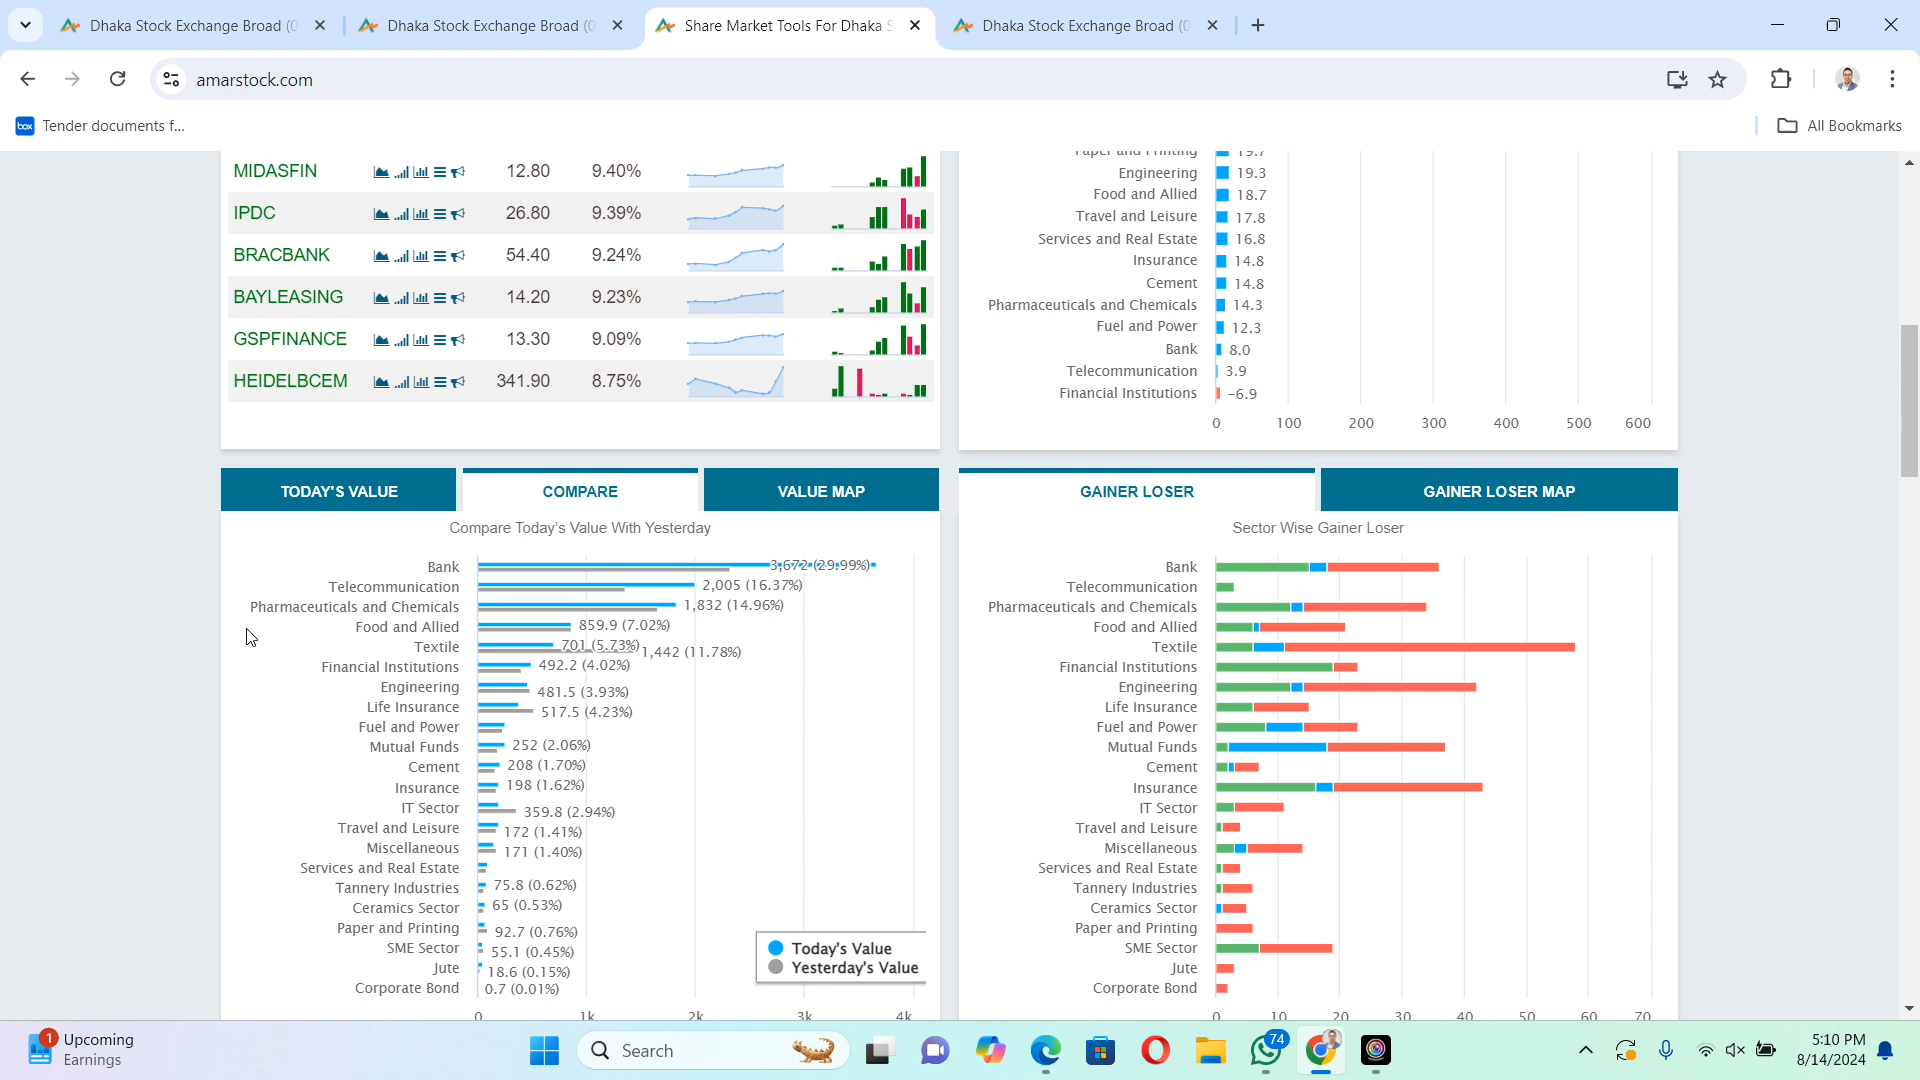 Dhaka Stock Exchange Broad (0
Dhaka Stock Exchange Broad (0
Share Market Tools For Dhaka S
Dhaka Stock Exchange Broad (0
amarstock.com
box
Tender documents f...
All Bookmarks
MIDASFIN 12.80 9.40%
IPDC 26.80 9.39%
BRACBANK 54.40 9.24%
BAYLEASING 14.20 9.23%
GSPFINANCE 13.30 9.09%
HEIDELBCEM 341.90 8.75%
Paper and Printing 19.7
Engineering 19.3
Food and Allied 18.7
Travel and Leisure 17.8
Services and Real Estate 16.8
Insurance 14.8
Cement 14.8
Pharmaceuticals and Chemicals 14.3
Fuel and Power 12.3
Bank 8.0
Telecommunication 3.9
Financial Institutions -6.9
0 100 200 300 400 500 600
TODAY'S VALUE COMPARE VALUE MAP
Compare Today's Value With Yesterday
Bank 3,672 (29.99%)
Telecommunication 2,005 (16.37%)
Pharmaceuticals and Chemicals 1,832 (14.96%)
Food and Allied 859.9 (7.02%)
Textile 701 (5.73%) 1,442 (11.78%)
Financial Institutions 492.2 (4.02%)
Engineering 481.5 (3.93%)
Life Insurance 517.5 (4.23%)
Fuel and Power
Mutual Funds 252 (2.06%)
Cement 208 (1.70%)
Insurance 198 (1.62%)
IT Sector 359.8 (2.94%)
Travel and Leisure 172 (1.41%)
Miscellaneous 171 (1.40%)
Services and Real Estate
Tannery Industries 75.8 (0.62%)
Ceramics Sector 65 (0.53%)
Paper and Printing 92.7 (0.76%)
SME Sector 55.1 (0.45%)
Jute 18.6 (0.15%)
Corporate Bond 0.7 (0.01%)
0 1k 2k 3k 4k
Today's Value
Yesterday's Value
GAINER LOSER GAINER LOSER MAP
Sector Wise Gainer Loser
Bank
Telecommunication
Pharmaceuticals and Chemicals
Food and Allied
Textile
Financial Institutions
Engineering
Life Insurance
Fuel and Power
Mutual Funds
Cement
Insurance
IT Sector
Travel and Leisure
Miscellaneous
Services and Real Estate
Tannery Industries
Ceramics Sector
Paper and Printing
SME Sector
Jute
Corporate Bond
0 10 20 30 40 50 60 70
1
Upcoming
Earnings
Search
74
5:10 PM
8/14/2024